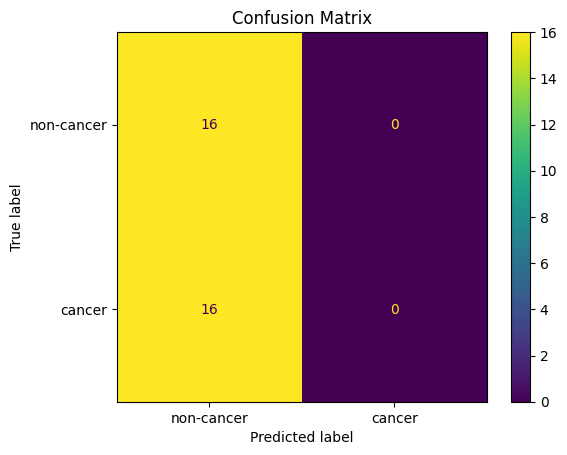 Confusion Matrix
True label
non-cancer
16
0
cancer
16
0
non-cancer
cancer
Predicted label
16
14
12
10
8
6
4
2
0